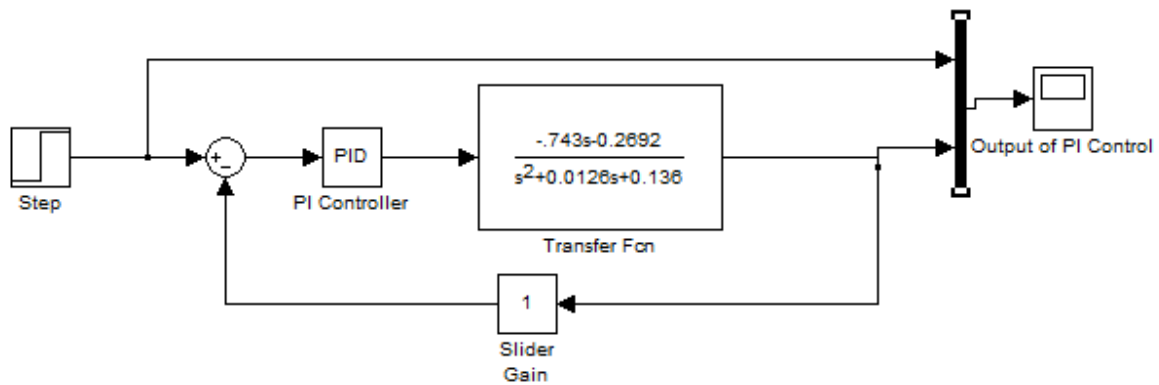 Step
+
−
PID
PI Controller
-.743s-0.2692
s2+0.0126s+0.136
Transfer Fcn
Output of PI Control
1
Slider
Gain